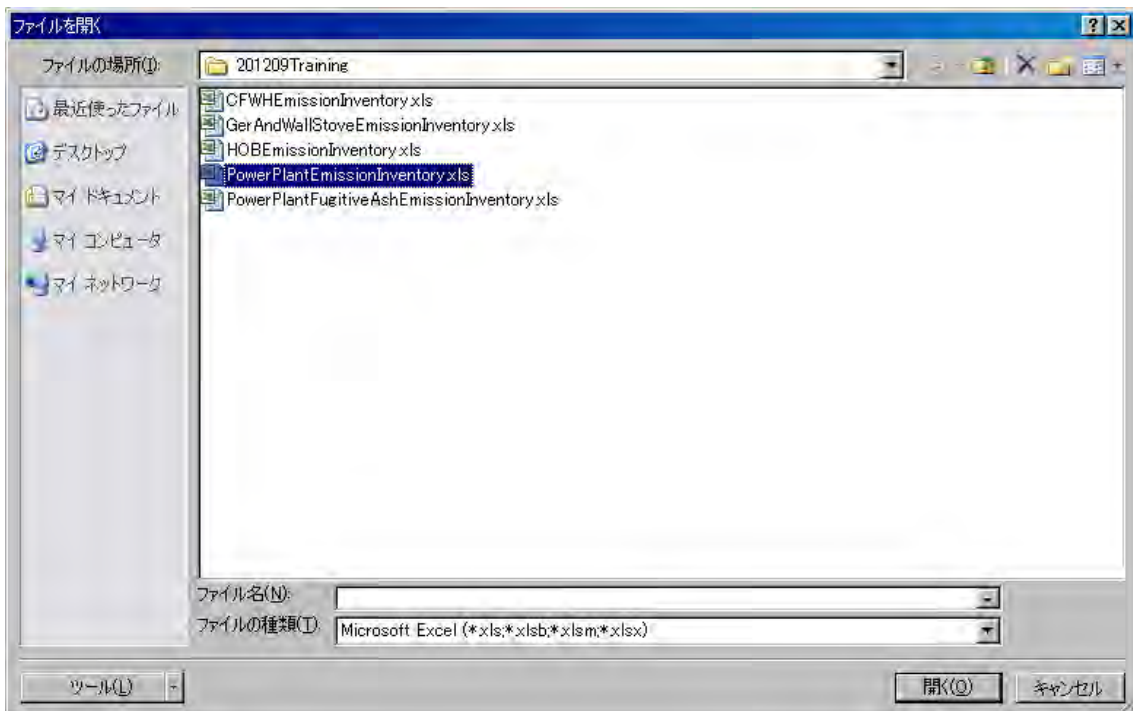 ファイルを開く
ファイルの場所(I):
201209Training
最近使ったファイル
デスクトップ
マイ ドキュメント
マイ コンピュータ
マイ ネットワーク
CFWHEmissionInventory.xls
GerAndWallStoveEmissionInventory.xls
HOBEmissionInventory.xls
PowerPlantEmissionInventory.xls
PowerPlantFugitiveAshEmissionInventory.xls
ファイル名(N):
ファイルの種類(T):
Microsoft Excel (*.xls;*.xlsb;*.xlsm;*.xlsx)
ツール(L)
開く(O)
キャンセル